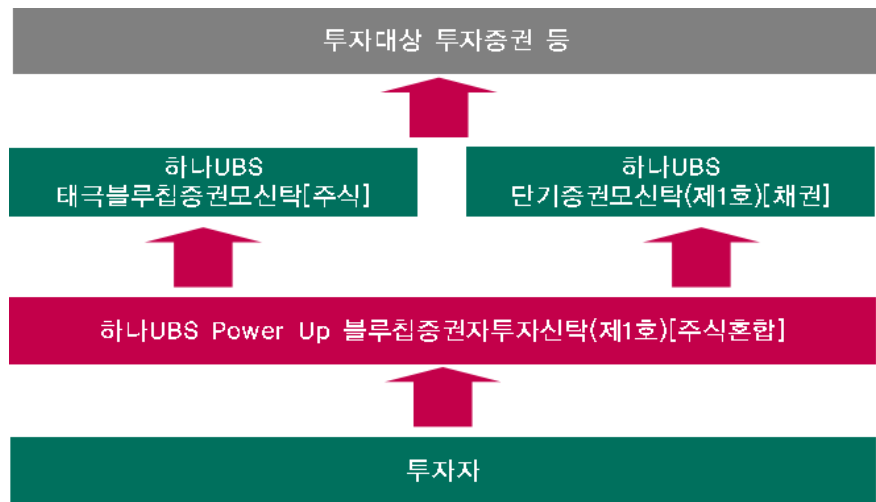 투자대상 투자증권 등
하나UBS
태극블루칩증권모신탁[주식]
하나UBS
단기증권모신탁(제1호)[채권]
하나UBS Power Up 블루칩증권자투자신탁(제1호)[주식혼합]
투자자